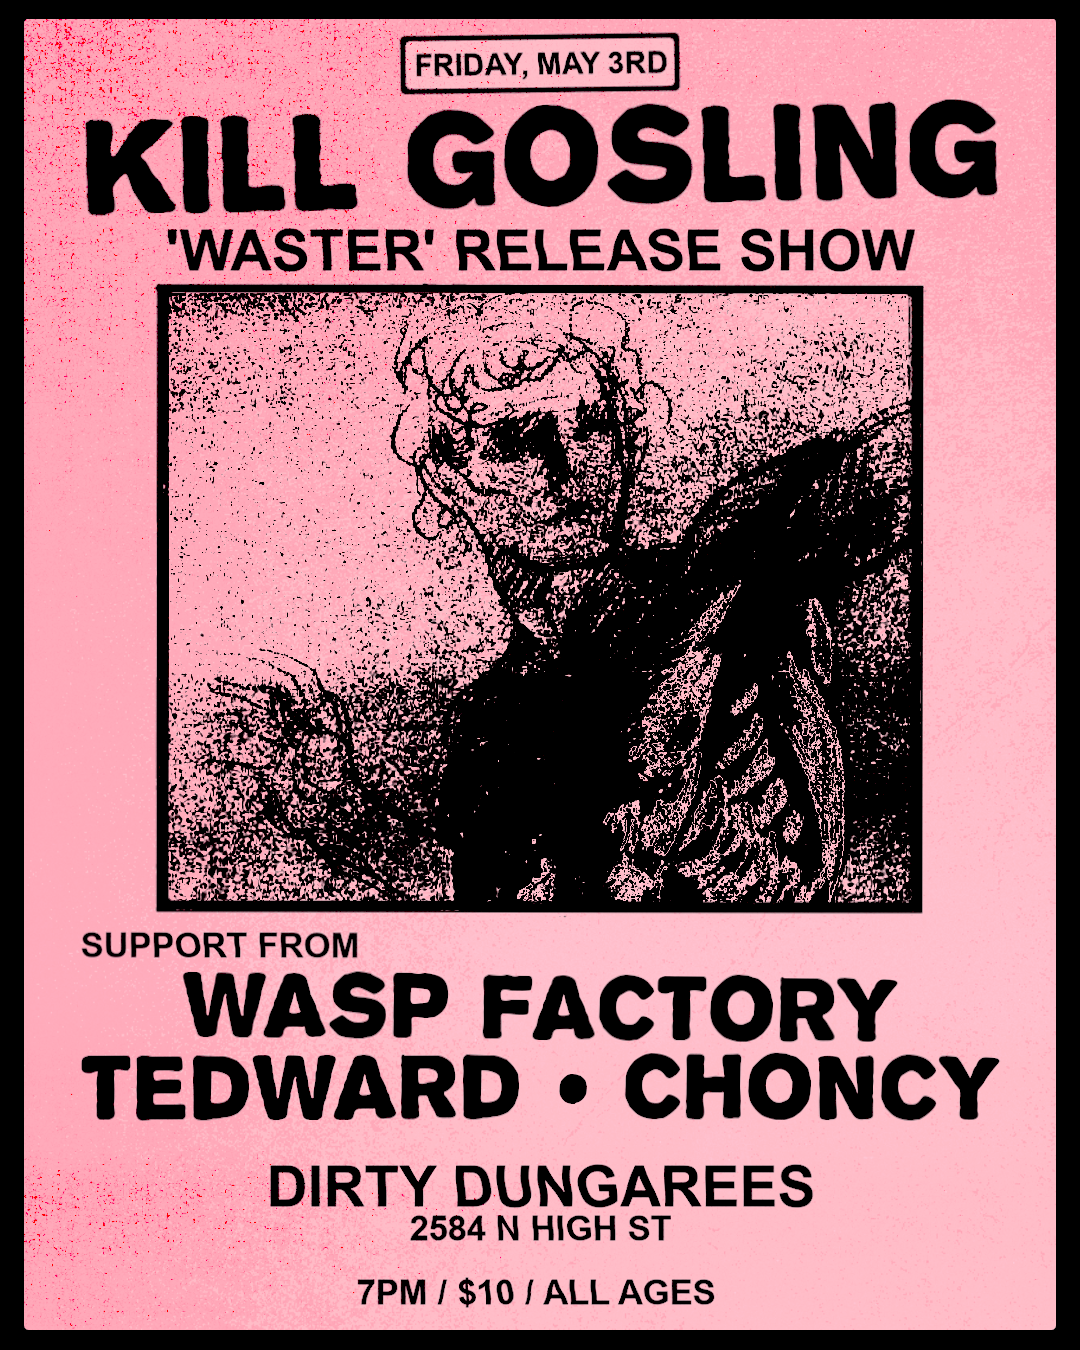 FRIDAY, MAY 3RD
KILL GOSLING
'WASTER' RELEASE SHOW
SUPPORT FROM
WASP FACTORY
TEDWARD • CHONCY
DIRTY DUNGAREES
2584 N HIGH ST
7PM / $10 / ALL AGES